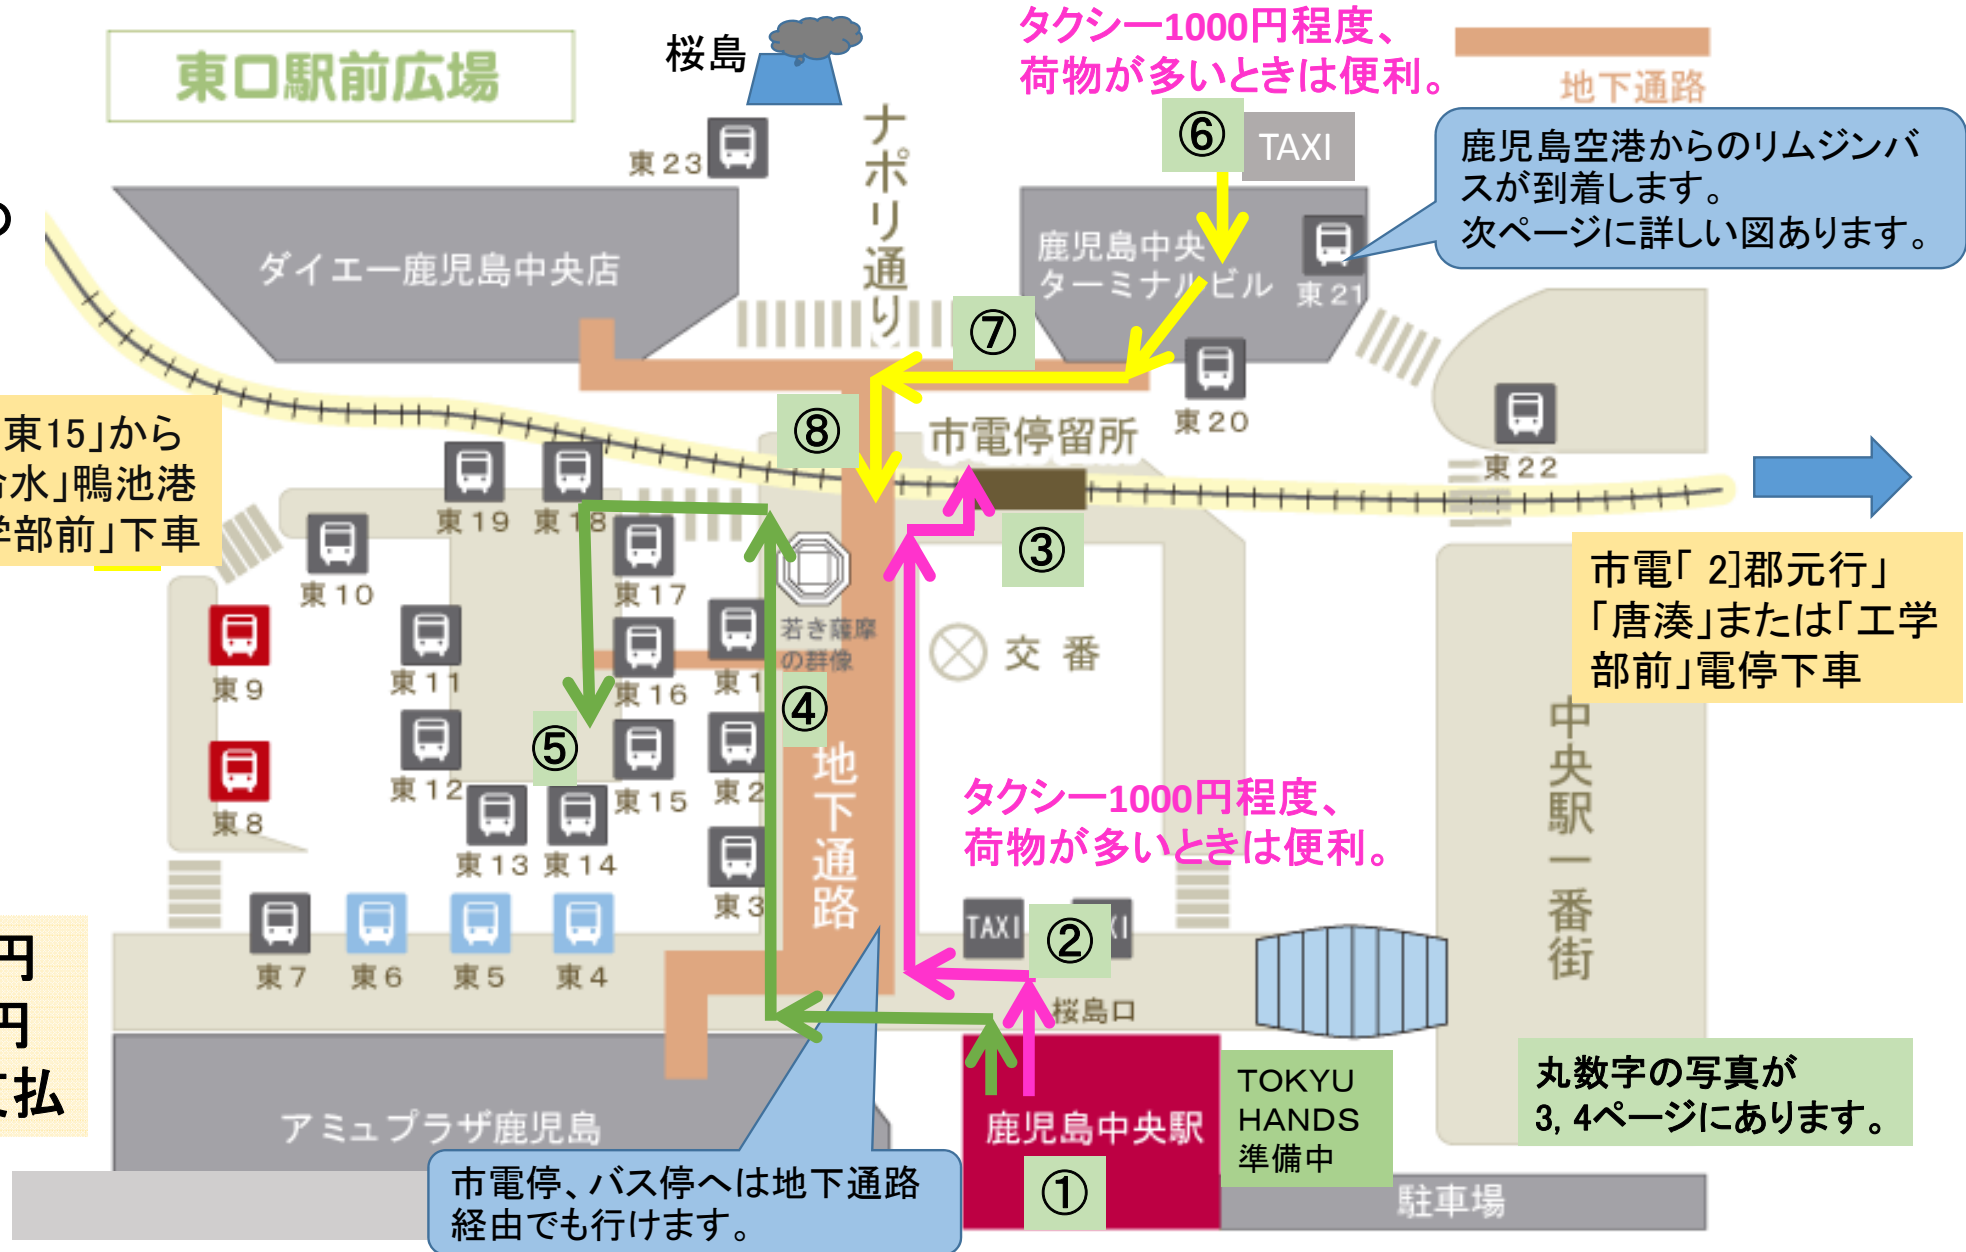 東口駅前広場
桜島
タクシー1000円程度、
荷物が多いときは便利。
地下通路
⑥
TAXI
鹿児島空港からのリムジンバ
スが到着します。
次ページに詳しい図あります。
東23
ナポリ通り
の
ダイエー鹿児島中央店
鹿児島中央
ターミナルビル
東21
⑦
東20
⑧
市電停留所
東22
東15」から
水」鴨池港
部前」下車
東19
東18
③
東10
東17
市電「 2]郡元行」
「唐湊」または「工学
部前」電停下車
若き薩摩
の群像
交番
東9
東11
東16
東1
④
⑤
中央駅一番街
地下通路
東12
東15
東2
タクシー1000円程度、
荷物が多いときは便利。
東8
東13
東14
東3
TAXI
②
XI
円
円
払
東7
東6
東5
東4
桜島口
TOKYU
HANDS
準備中
丸数字の写真が
3, 4ページにあります。
アミュプラザ鹿児島
鹿児島中央駅
①
市電停、バス停へは地下通路
経由でも行けます。
駐車場